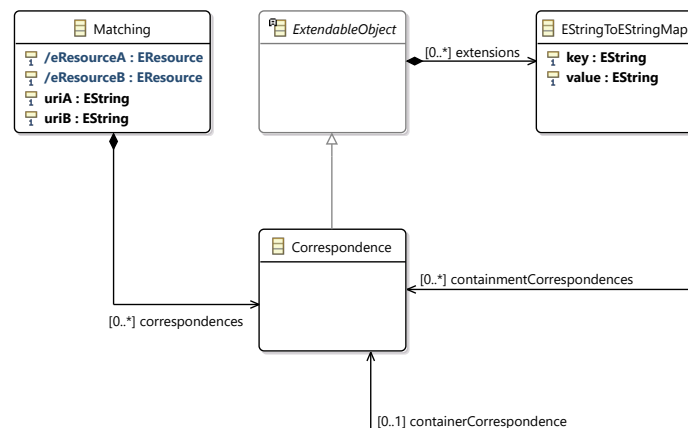 Matching
/eResourceA : EResource
/eResourceB : EResource
uriA : EString
uriB : EString
ExtendableObject
[0..*] extensions
EStringToEStringMap
key : EString
value : EString
Correspondence
[0..*] containmentCorrespondences
[0..*] correspondences
[0..1] containerCorrespondence